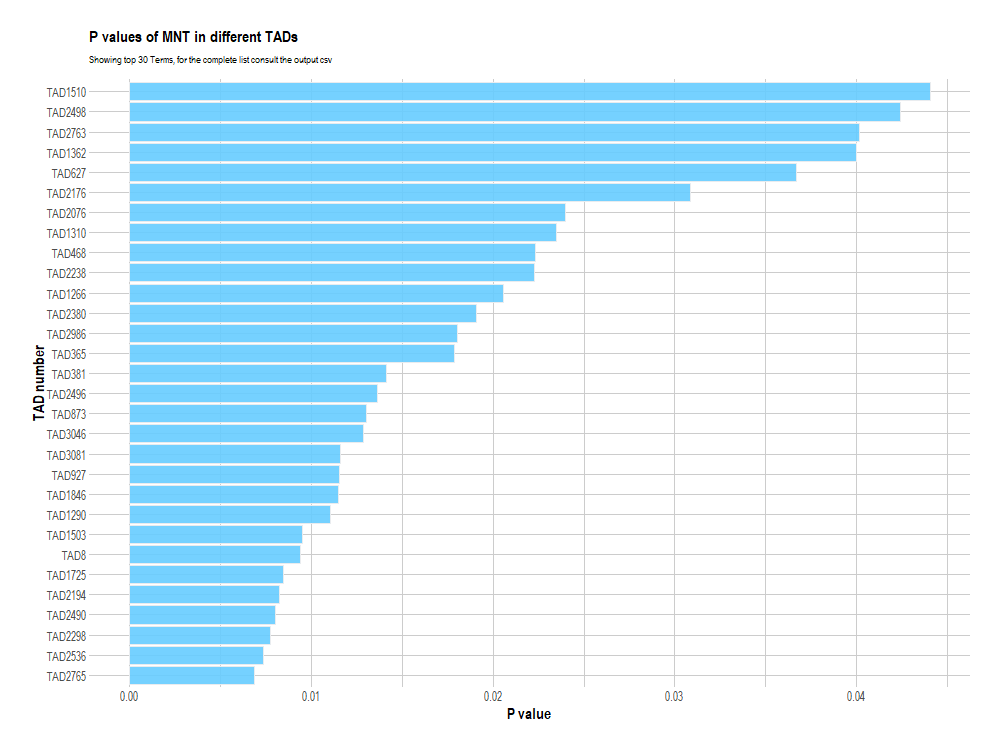 P values of MNT in different TADs
Showing top 30 Terms, for the complete list consult the output csv
TAD number
TAD1510
TAD2498
TAD2763
TAD1362
TAD627
TAD2176
TAD2076
TAD1310
TAD468
TAD2238
TAD1266
TAD2380
TAD2986
TAD365
TAD381
TAD2496
TAD873
TAD3046
TAD3081
TAD927
TAD1846
TAD1290
TAD1503
TAD8
TAD1725
TAD2194
TAD2490
TAD2298
TAD2536
TAD2765
0.00 0.01 0.02 0.03 0.04
P value